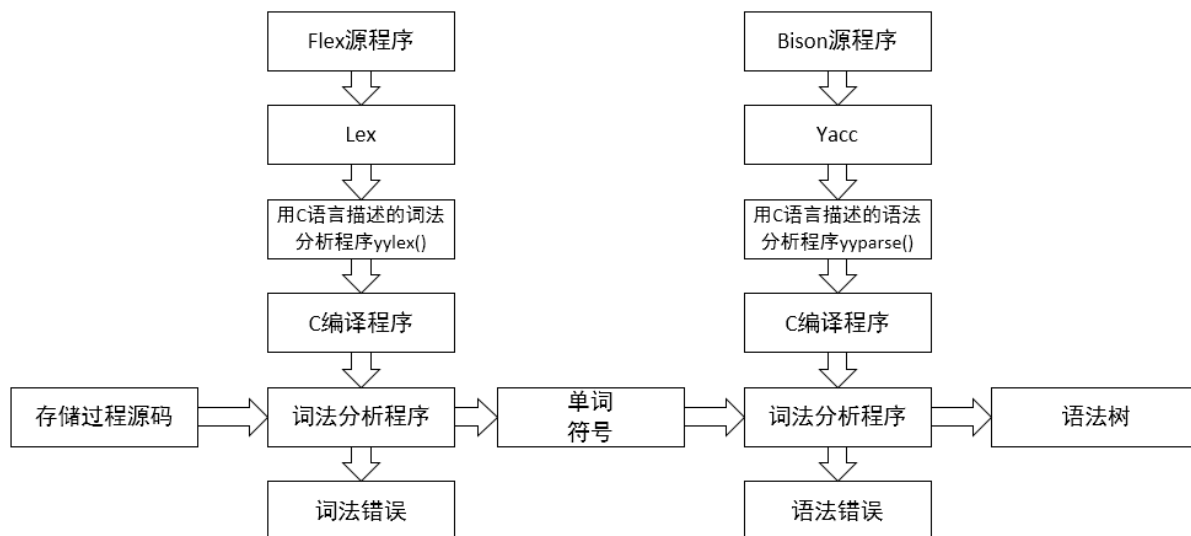 Flex源程序
Bison源程序
Lex
Yacc
用C语言描述的词法
分析程序yylex()
用C语言描述的语法
分析程序yyparse()
C编译程序
C编译程序
存储过程源码
词法分析程序
单词
符号
词法分析程序
语法树
词法错误
语法错误